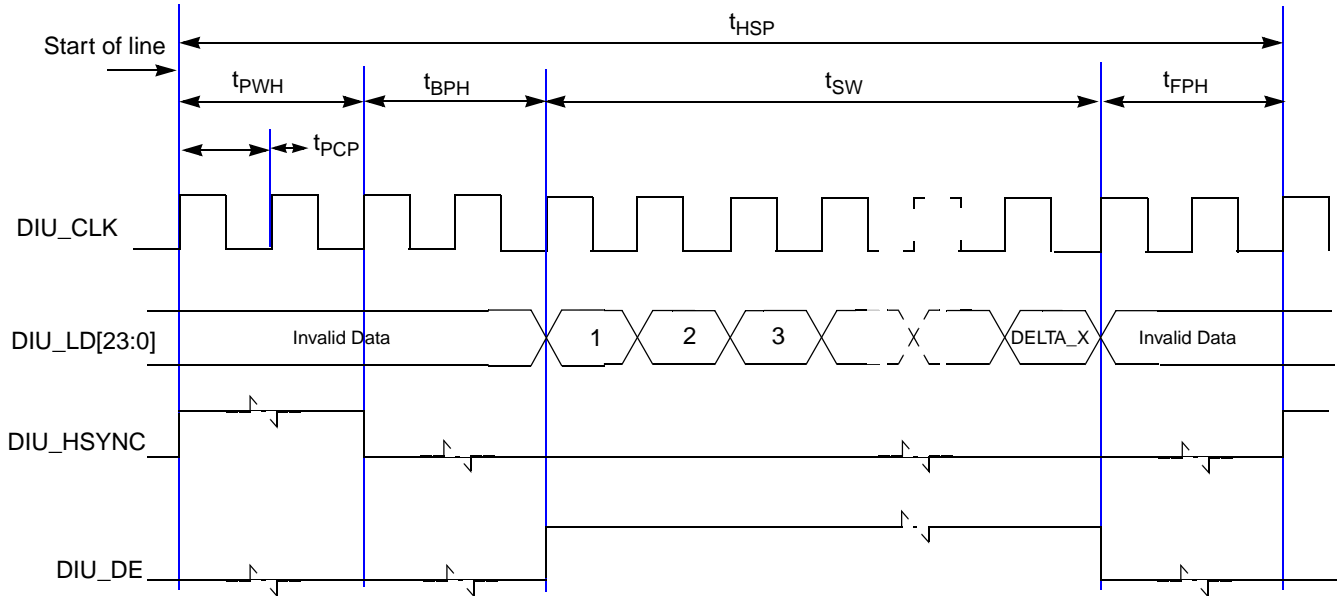 tHSP
Start of line
tPWH tBPH tSW tFPH
tPCP
DIU_CLK
DIU_LD[23:0] Invalid Data 1 2 3 DELTA_X Invalid Data
DIU_HSYNC
DIU_DE